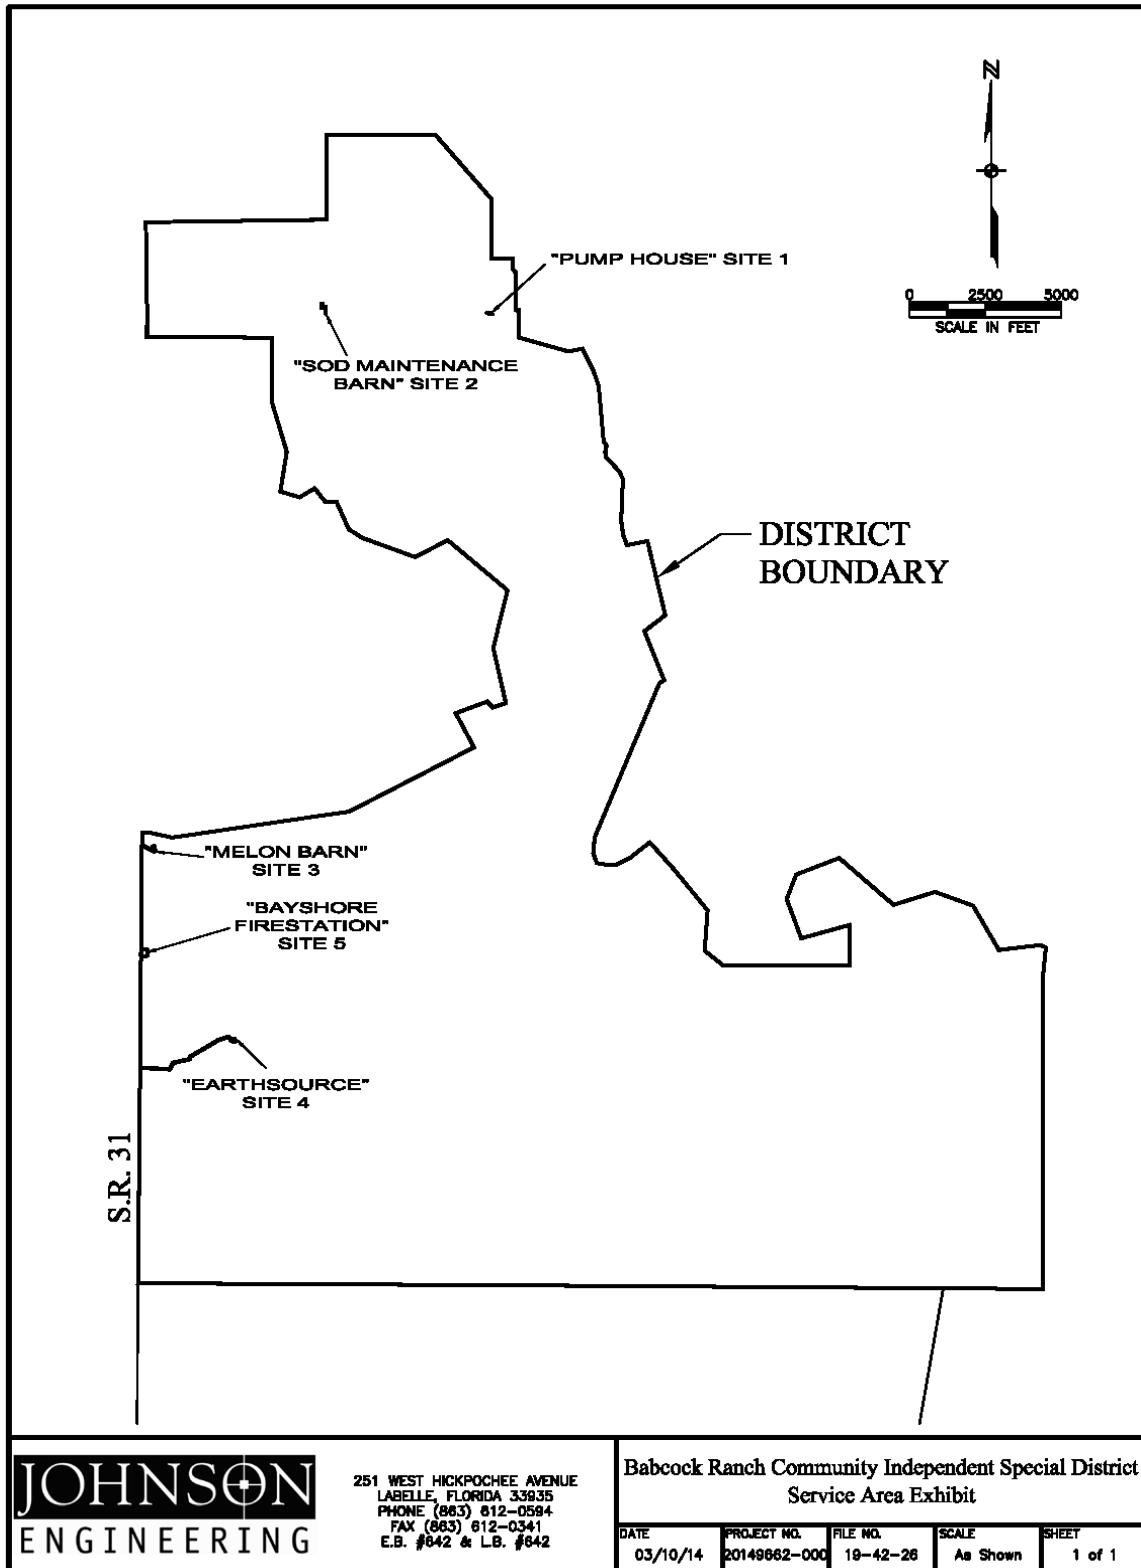 N
"PUMP HOUSE" SITE 1
0 2500 5000
SCALE IN FEET
"SOD MAINTENANCE
BARN" SITE 2
DISTRICT
BOUNDARY
"MELON BARN"
SITE 3
"BAYSHORE
FIRESTATION"
SITE 5
"EARTHSOURCE"
SITE 4
S.R. 31
JOHNSON
ENGINEERING
251 WEST HICKPOCHEE AVENUE
LABELLE, FLORIDA 33935
PHONE (863) 612-0594
FAX (863) 612-0341
E.B. #642 & L.B. #642
Babcock Ranch Community Independent Special District
Service Area Exhibit
DATE PROJECT NO. FILE NO. SCALE SHEET
03/10/14 20149662-000 19-42-26 As Shown 1 of 1